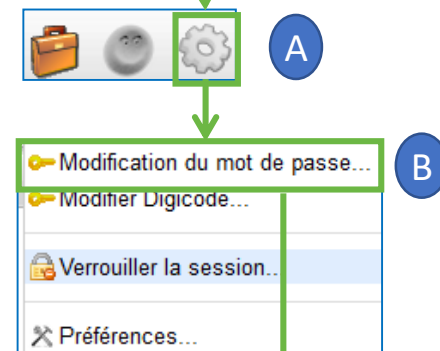 A
Modification du mot de passe...
B
Modifier Digicode...
Verrouiller la session...
Préférences...